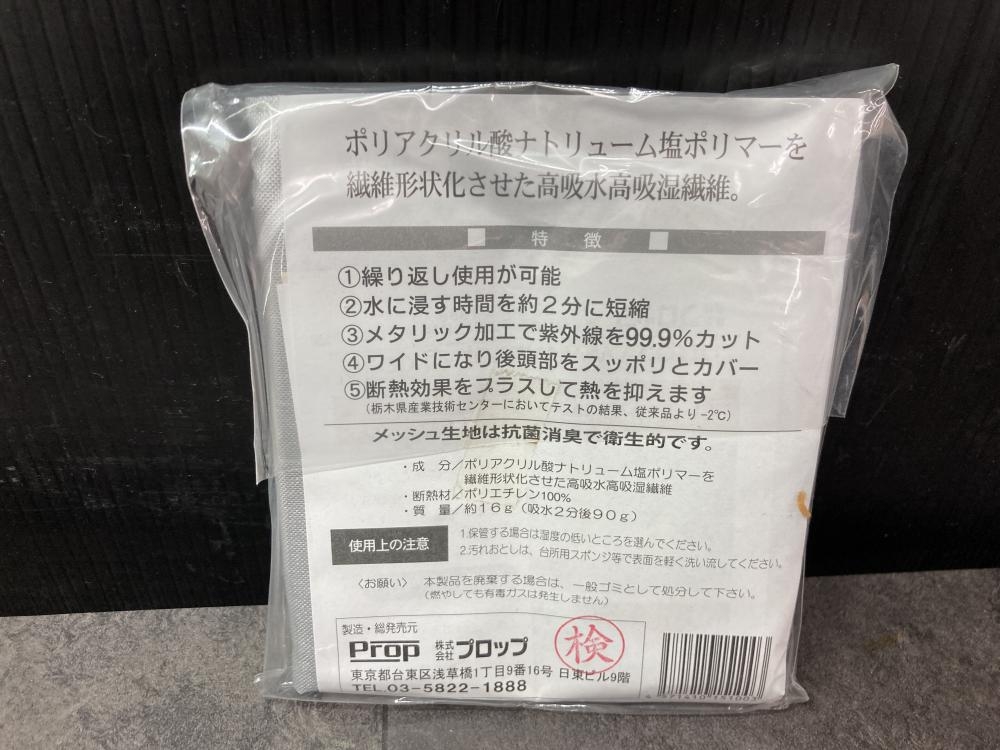 ポリアクリル酸ナトリューム塩ポリマーを
繊維形状化させた高吸水高吸湿繊維。
特 徴
①繰り返し使用が可能
②水に浸す時間を約2分に短縮
③メタリック加工で紫外線を99.9%カット
④ワイドになり後頭部をスッポリとカバー
⑤断熱効果をプラスして熱を抑えます
(栃木県産業技術センターにおいてテストの結果、従来品より-2℃)
メッシュ生地は抗菌消臭で衛生的です。
・成 分/ポリアクリル酸ナトリューム塩ポリマーを
繊維形状化させた高吸水高吸湿繊維
・断熱材/ポリエチレン100%
・質 量/約16g(吸水2分後90g)
使用上の注意
1.保管する場合は湿度の低いところを選んでください。
2.汚れおとしは、台所用スポンジ等で表面を軽く洗い流してください。
〈お願い〉 本製品を廃棄する場合は、一般ゴミとして処分して下さい。
(燃やしても有毒ガスは発生しません)
製造・総発売元
Prop 株式会社 プロップ
検
東京都台東区浅草橋1丁目9番16号 日東ビル9階
TEL 03-5822-1888